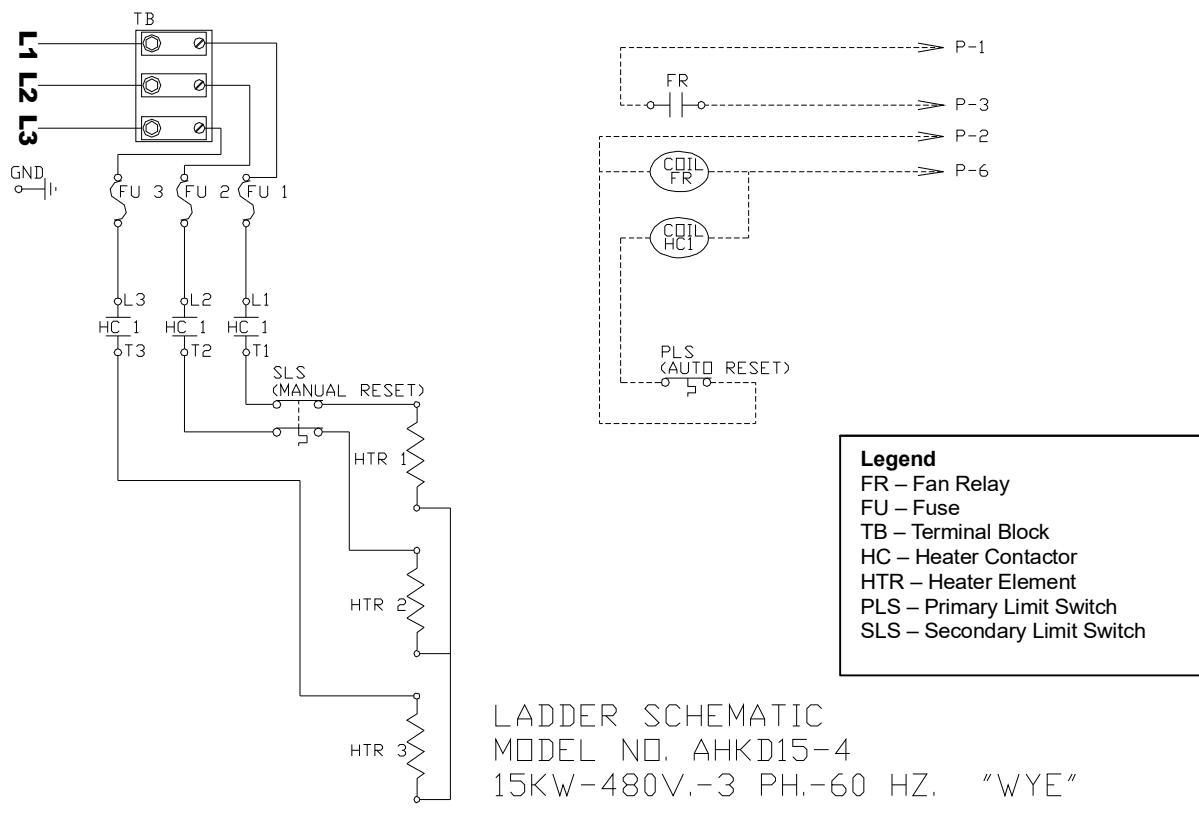 TB
L1
L2
L3
GND
FU 3
FU 2
FU 1
L3
L2
L1
HC 1
HC 1
HC 1
T3
T2
T1
SLS
(MANUAL RESET)
HTR 1
HTR 2
HTR 3
P-1
FR
P-3
P-2
COIL
FR
P-6
COIL
HC1
PLS
(AUTO RESET)
Legend
FR – Fan Relay
FU – Fuse
TB – Terminal Block
HC – Heater Contactor
HTR – Heater Element
PLS – Primary Limit Switch
SLS – Secondary Limit Switch
LADDER SCHEMATIC
MODEL NO. AHKD15-4
15KW-480V.-3 PH.-60 HZ. "WYE"